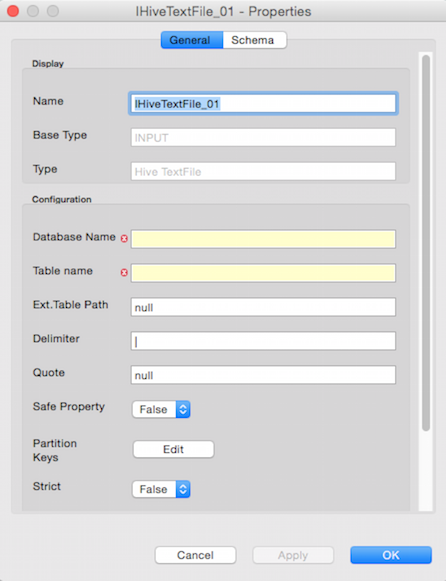 IHiveTextFile_01 - Properties
General Schema
Display
Name IHiveTextFile_01
Base Type INPUT
Type Hive TextFile
Configuration
Database Name
Table name
Ext.Table Path null
Delimiter |
Quote null
Safe Property False
Partition
Keys Edit
Strict False
Cancel Apply OK